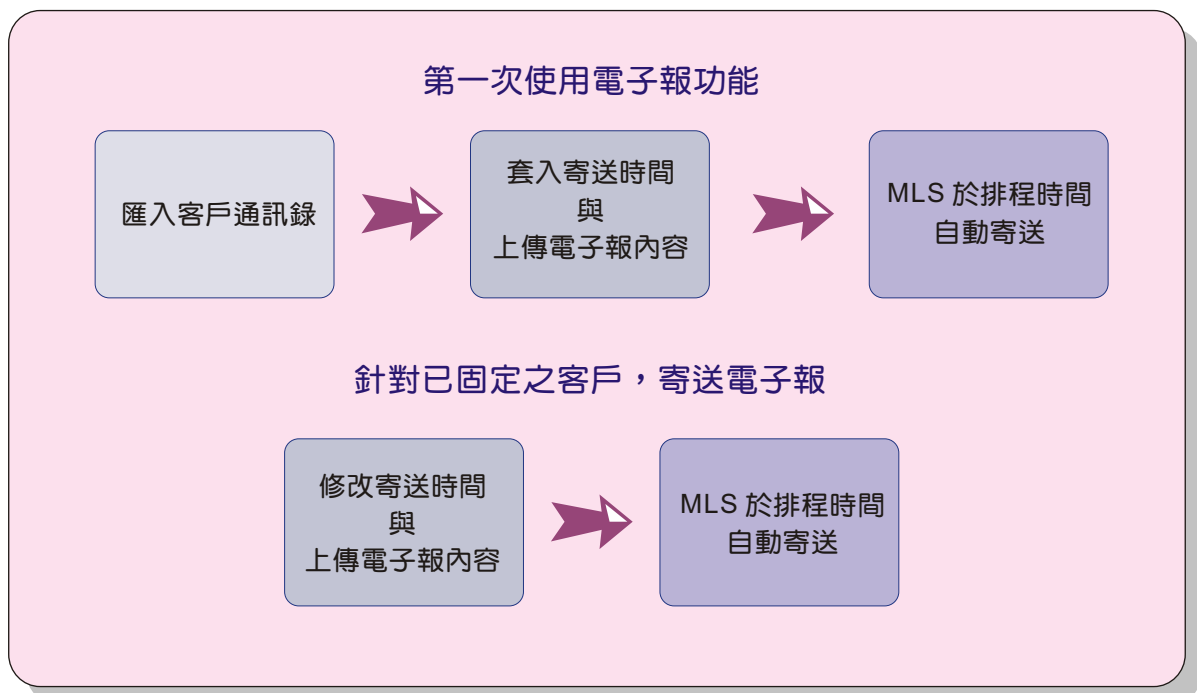 第一次使用電子報功能
匯入客戶通訊錄
套入寄送時間
與
上傳電子報內容
MLS 於排程時間
自動寄送
針對已固定之客戶，寄送電子報
修改寄送時間
與
上傳電子報內容
MLS 於排程時間
自動寄送